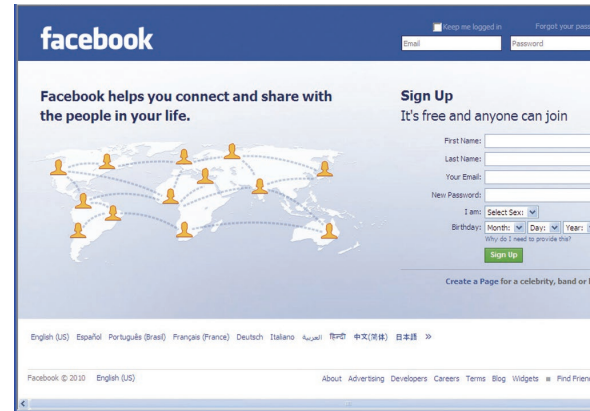 facebook
Keep me logged in
Forgot your pass
Email
Password
Facebook helps you connect and share with
the people in your life.
Sign Up
It's free and anyone can join
First Name:
Last Name:
Your Email:
New Password:
I am: Select Sex:
Birthday: Month: Day: Year:
Why do I need to provide this?
Sign Up
Create a Page for a celebrity, band or
English (US) Español Português (Brasil) Français (France) Deutsch Italiano العربية हिन्दी 中文(简体) 日本語 »
Facebook © 2010 English (US)
About Advertising Developers Careers Terms Blog Widgets ■ Find Frien